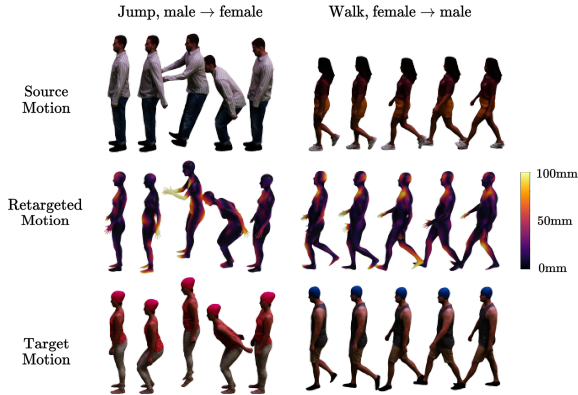 Jump, male → female
Walk, female → male
Source
Motion
Retargeted
Motion
100mm
50mm
0mm
Target
Motion